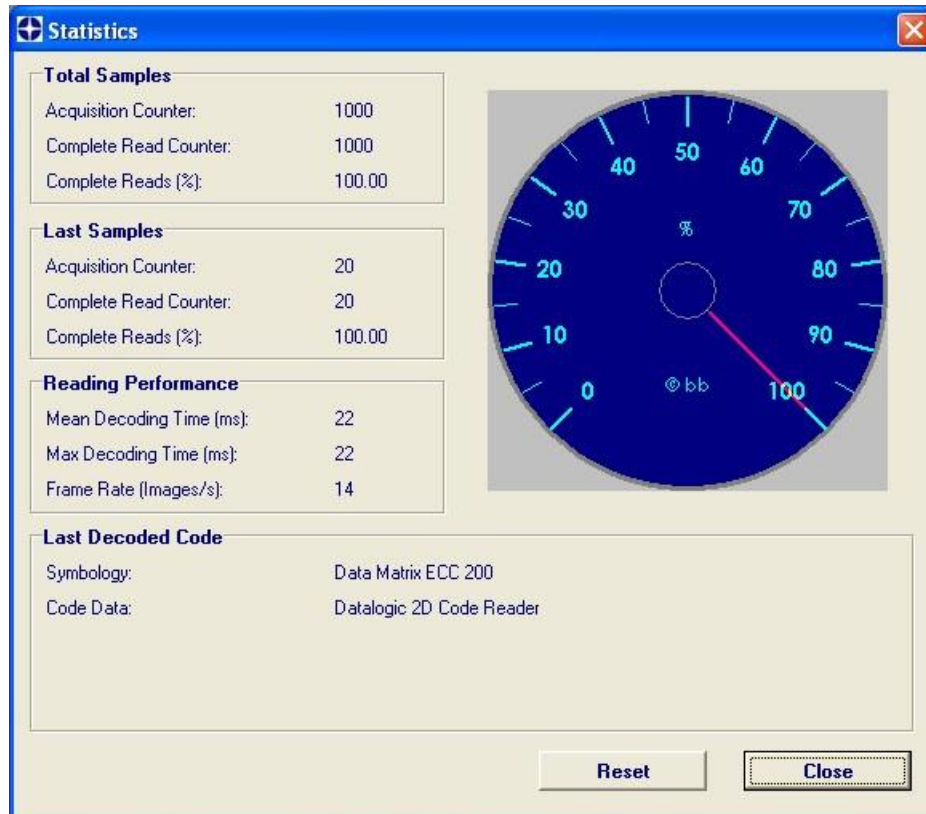 Statistics
Total Samples
Acquisition Counter: 1000
Complete Read Counter: 1000
Complete Reads (%): 100.00
Last Samples
Acquisition Counter: 20
Complete Read Counter: 20
Complete Reads (%): 100.00
Reading Performance
Mean Decoding Time (ms): 22
Max Decoding Time (ms): 22
Frame Rate (Images/s): 14
0
10
20
30
40
50
60
70
80
90
100
%
© bb
Last Decoded Code
Symbology: Data Matrix ECC 200
Code Data: Datalogic 2D Code Reader
Reset Close